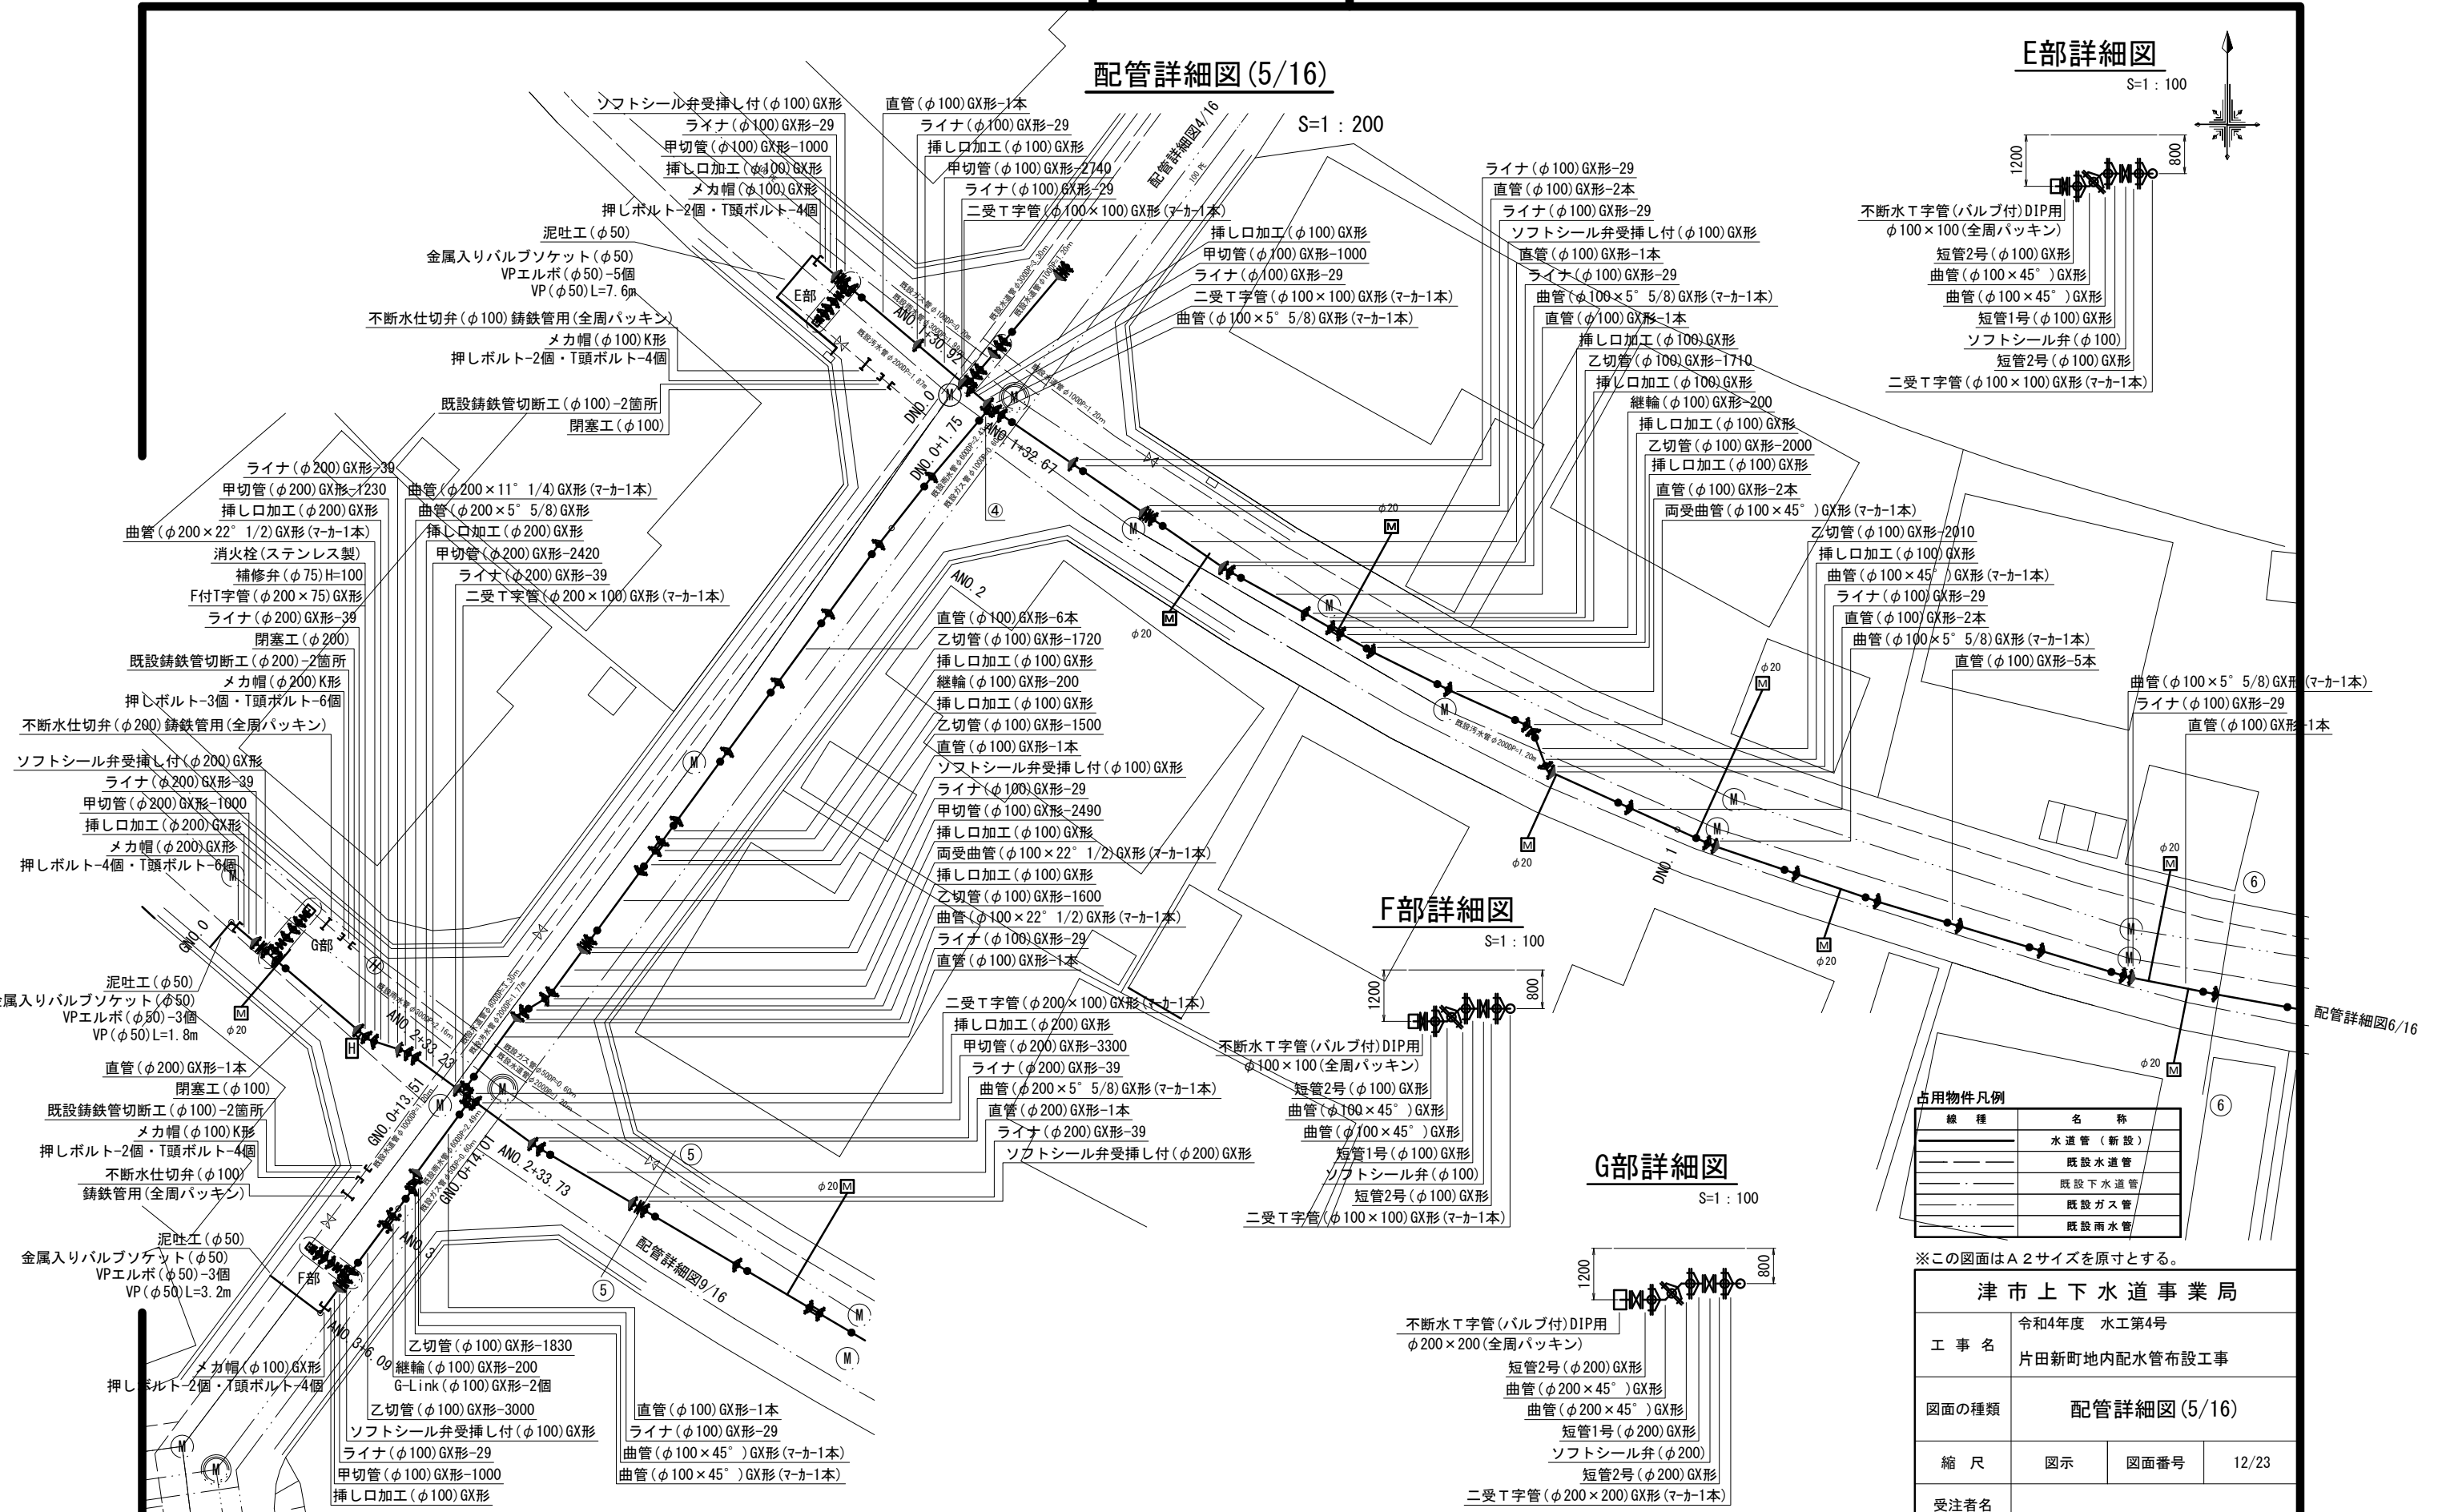 配管詳細図(5/16)
S=1：200
E部詳細図
S=1：100
1200
800
不断水T字管(バルブ付)DIP用
φ100×100(全周パッキン)
短管2号(φ100)GX形
曲管(φ100×45°)GX形
曲管(φ100×45°)GX形
短管1号(φ100)GX形
ソフトシール弁(φ100)
短管2号(φ100)GX形
二受T字管(φ100×100)GX形(マーカー1本)
ソフトシール弁受挿し付(φ100)GX形
ライナ(φ100)GX形-29
甲切管(φ100)GX形-1000
挿し口加工(φ100)GX形
メカ帽(φ100)GX形
押しボルト-2個・T頭ボルト-4個
泥吐工(φ50)
金属入りバルブソケット(φ50)
VPエルボ(φ50)-5個
VP(φ50)L=7.6m
不断水仕切弁(φ100)鋳鉄管用(全周パッキン)
メカ帽(φ100)K形
押しボルト-2個・T頭ボルト-4個
既設鋳鉄管切断工(φ100)-2箇所
閉塞工(φ100)
直管(φ100)GX形-1本
ライナ(φ100)GX形-29
挿し口加工(φ100)GX形
甲切管(φ100)GX形-2740
ライナ(φ100)GX形-29
二受T字管(φ100×100)GX形(マーカー1本)
配管詳細図4/16
100 PE
挿し口加工(φ100)GX形
甲切管(φ100)GX形-1000
ライナ(φ100)GX形-29
二受T字管(φ100×100)GX形(マーカー1本)
曲管(φ100×5°5/8)GX形(マーカー1本)
ライナ(φ100)GX形-29
直管(φ100)GX形-2本
ライナ(φ100)GX形-29
ソフトシール弁受挿し付(φ100)GX形
直管(φ100)GX形-1本
ライナ(φ100)GX形-29
曲管(φ100×5°5/8)GX形(マーカー1本)
直管(φ100)GX形-1本
挿し口加工(φ100)GX形
乙切管(φ100)GX形-1710
挿し口加工(φ100)GX形
継輪(φ100)GX形-200
挿し口加工(φ100)GX形
乙切管(φ100)GX形-2000
挿し口加工(φ100)GX形
直管(φ100)GX形-2本
両受曲管(φ100×45°)GX形(マーカー1本)
乙切管(φ100)GX形-2010
挿し口加工(φ100)GX形
曲管(φ100×45°)GX形(マーカー1本)
ライナ(φ100)GX形-29
直管(φ100)GX形-2本
曲管(φ100×5°5/8)GX形(マーカー1本)
直管(φ100)GX形-5本
曲管(φ100×5°5/8)GX形(マーカー1本)
ライナ(φ100)GX形-29
直管(φ100)GX形-1本
E部
ANO.1+30.92
DNO.0
DNO.0+1.75
ANO.1+32.67
④
ANO.2
DNO.1
φ20
φ20
φ20
φ20
φ20
φ20
φ20
⑥
⑥
配管詳細図6/16
ライナ(φ200)GX形-39
甲切管(φ200)GX形-1230
挿し口加工(φ200)GX形
曲管(φ200×22°1/2)GX形(マーカー1本)
消火栓(ステンレス製)
補修弁(φ75)H=100
F付T字管(φ200×75)GX形
ライナ(φ200)GX形-39
閉塞工(φ200)
既設鋳鉄管切断工(φ200)-2箇所
メカ帽(φ200)K形
押しボルト-3個・T頭ボルト-6個
不断水仕切弁(φ200)鋳鉄管用(全周パッキン)
ソフトシール弁受挿し付(φ200)GX形
ライナ(φ200)GX形-39
甲切管(φ200)GX形-1000
挿し口加工(φ200)GX形
メカ帽(φ200)GX形
押しボルト-4個・T頭ボルト-6個
曲管(φ200×11°1/4)GX形(マーカー1本)
曲管(φ200×5°5/8)GX形
挿し口加工(φ200)GX形
甲切管(φ200)GX形-2420
ライナ(φ200)GX形-39
二受T字管(φ200×100)GX形(マーカー1本)
直管(φ100)GX形-6本
乙切管(φ100)GX形-1720
挿し口加工(φ100)GX形
継輪(φ100)GX形-200
挿し口加工(φ100)GX形
乙切管(φ100)GX形-1500
直管(φ100)GX形-1本
ソフトシール弁受挿し付(φ100)GX形
ライナ(φ100)GX形-29
甲切管(φ100)GX形-2490
挿し口加工(φ100)GX形
両受曲管(φ100×22°1/2)GX形(マーカー1本)
挿し口加工(φ100)GX形
乙切管(φ100)GX形-1600
曲管(φ100×22°1/2)GX形(マーカー1本)
ライナ(φ100)GX形-29
直管(φ100)GX形-1本
二受T字管(φ200×100)GX形(マーカー1本)
挿し口加工(φ200)GX形
甲切管(φ200)GX形-3300
ライナ(φ200)GX形-39
曲管(φ200×5°5/8)GX形(マーカー1本)
直管(φ200)GX形-1本
ライナ(φ200)GX形-39
ソフトシール弁受挿し付(φ200)GX形
GNO.0
G部
泥吐工(φ50)
金属入りバルブソケット(φ50)
VPエルボ(φ50)-3個
VP(φ50)L=1.8m
φ20
H
ANO.2+33.23
GNO.0+13.51
GNO.0+14.01
ANO.2+33.73
ANO.3
ANO.3+6.09
直管(φ200)GX形-1本
閉塞工(φ100)
既設鋳鉄管切断工(φ100)-2箇所
メカ帽(φ100)K形
押しボルト-2個・T頭ボルト-4個
不断水仕切弁(φ100)
鋳鉄管用(全周パッキン)
泥吐工(φ50)
金属入りバルブソケット(φ50)
VPエルボ(φ50)-3個
VP(φ50)L=3.2m
F部
メカ帽(φ100)GX形
押しボルト-2個・T頭ボルト-4個
乙切管(φ100)GX形-1830
継輪(φ100)GX形-200
G-Link(φ100)GX形-2個
乙切管(φ100)GX形-3000
ソフトシール弁受挿し付(φ100)GX形
ライナ(φ100)GX形-29
甲切管(φ100)GX形-1000
挿し口加工(φ100)GX形
直管(φ100)GX形-1本
ライナ(φ100)GX形-29
曲管(φ100×45°)GX形(マーカー1本)
曲管(φ100×45°)GX形(マーカー1本)
⑤
⑤
配管詳細図9/16
φ20
F部詳細図
S=1：100
1200
800
不断水T字管(バルブ付)DIP用
φ100×100(全周パッキン)
短管2号(φ100)GX形
曲管(φ100×45°)GX形
曲管(φ100×45°)GX形
短管1号(φ100)GX形
ソフトシール弁(φ100)
短管2号(φ100)GX形
二受T字管(φ100×100)GX形(マーカー1本)
G部詳細図
S=1：100
1200
800
不断水T字管(バルブ付)DIP用
φ200×200(全周パッキン)
短管2号(φ200)GX形
曲管(φ200×45°)GX形
曲管(φ200×45°)GX形
短管1号(φ200)GX形
ソフトシール弁(φ200)
短管2号(φ200)GX形
二受T字管(φ200×200)GX形(マーカー1本)
占用物件凡例
線種 名称
水道管（新設）
既設水道管
既設下水道管
既設ガス管
既設雨水管
※この図面はA2サイズを原寸とする。
津市上下水道事業局
工事名 令和4年度 水工第4号
片田新町地内配水管布設工事
図面の種類 配管詳細図(5/16)
縮尺 図示 図面番号 12/23
受注者名